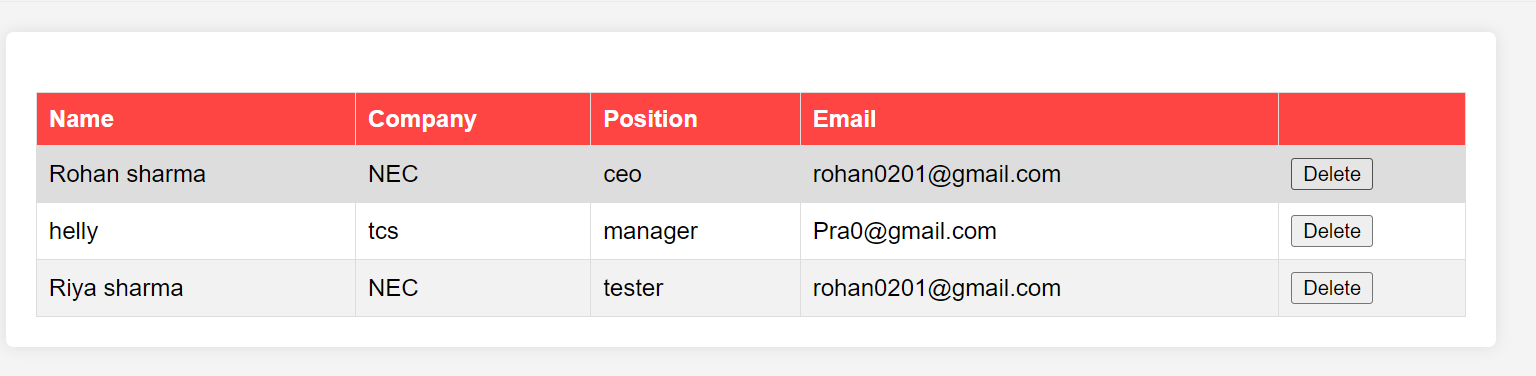 Name Company Position Email
Rohan sharma NEC ceo rohan0201@gmail.com Delete
helly tcs manager Pra0@gmail.com Delete
Riya sharma NEC tester rohan0201@gmail.com Delete